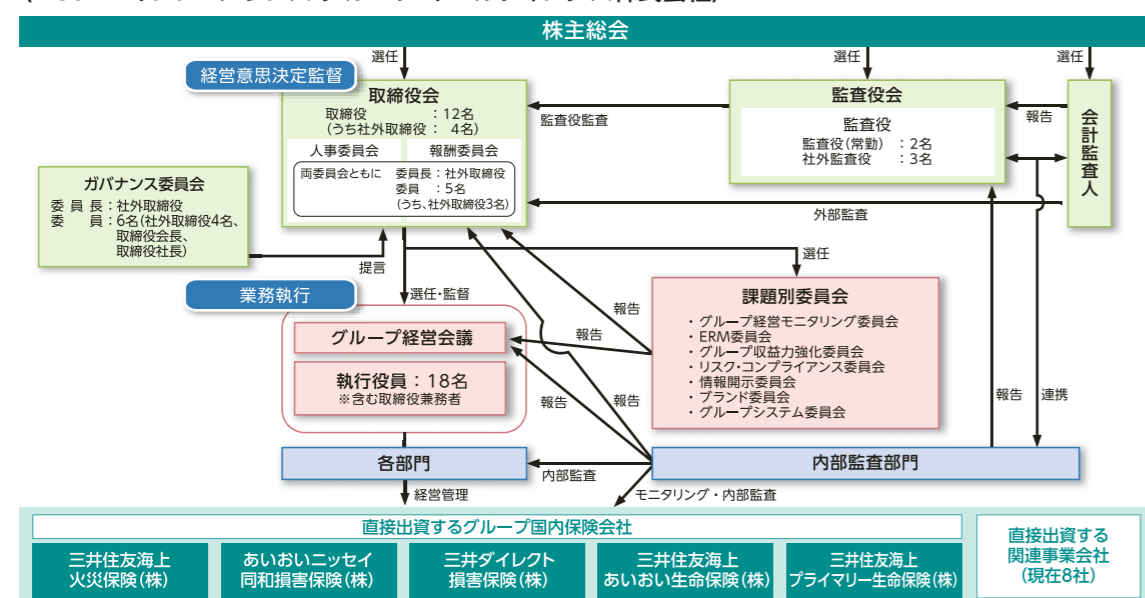 株主総会
選任
選任
選任
経営意思決定監督
取締役会
取締役　　　：12名
（うち社外取締役： 4名）
人事委員会
報酬委員会
両委員会ともに　委員長：社外取締役
委員　：5名
（うち、社外取締役3名）
監査役監査
監査役会
監査役
監査役（常勤）：2名
社外監査役　：3名
報告
会計監査人
外部監査
ガバナンス委員会
委 員 長：社外取締役
委　　員：6名（社外取締役4名、
取締役会長、
取締役社長）
提言
選任・監督
選任
業務執行
グループ経営会議
執行役員：18名
※含む取締役兼務者
報告
報告
報告
報告
課題別委員会
・グループ経営モニタリング委員会
・ERM委員会
・グループ収益力強化委員会
・リスク・コンプライアンス委員会
・情報開示委員会
・ブランド委員会
・グループシステム委員会
報告
連携
各部門
内部監査
内部監査部門
経営管理
モニタリング・内部監査
直接出資するグループ国内保険会社
三井住友海上
火災保険（株）
あいおいニッセイ
同和損害保険（株）
三井ダイレクト
損害保険（株）
三井住友海上
あいおい生命保険（株）
三井住友海上
プライマリー生命保険（株）
直接出資する
関連事業会社
（現在8社）